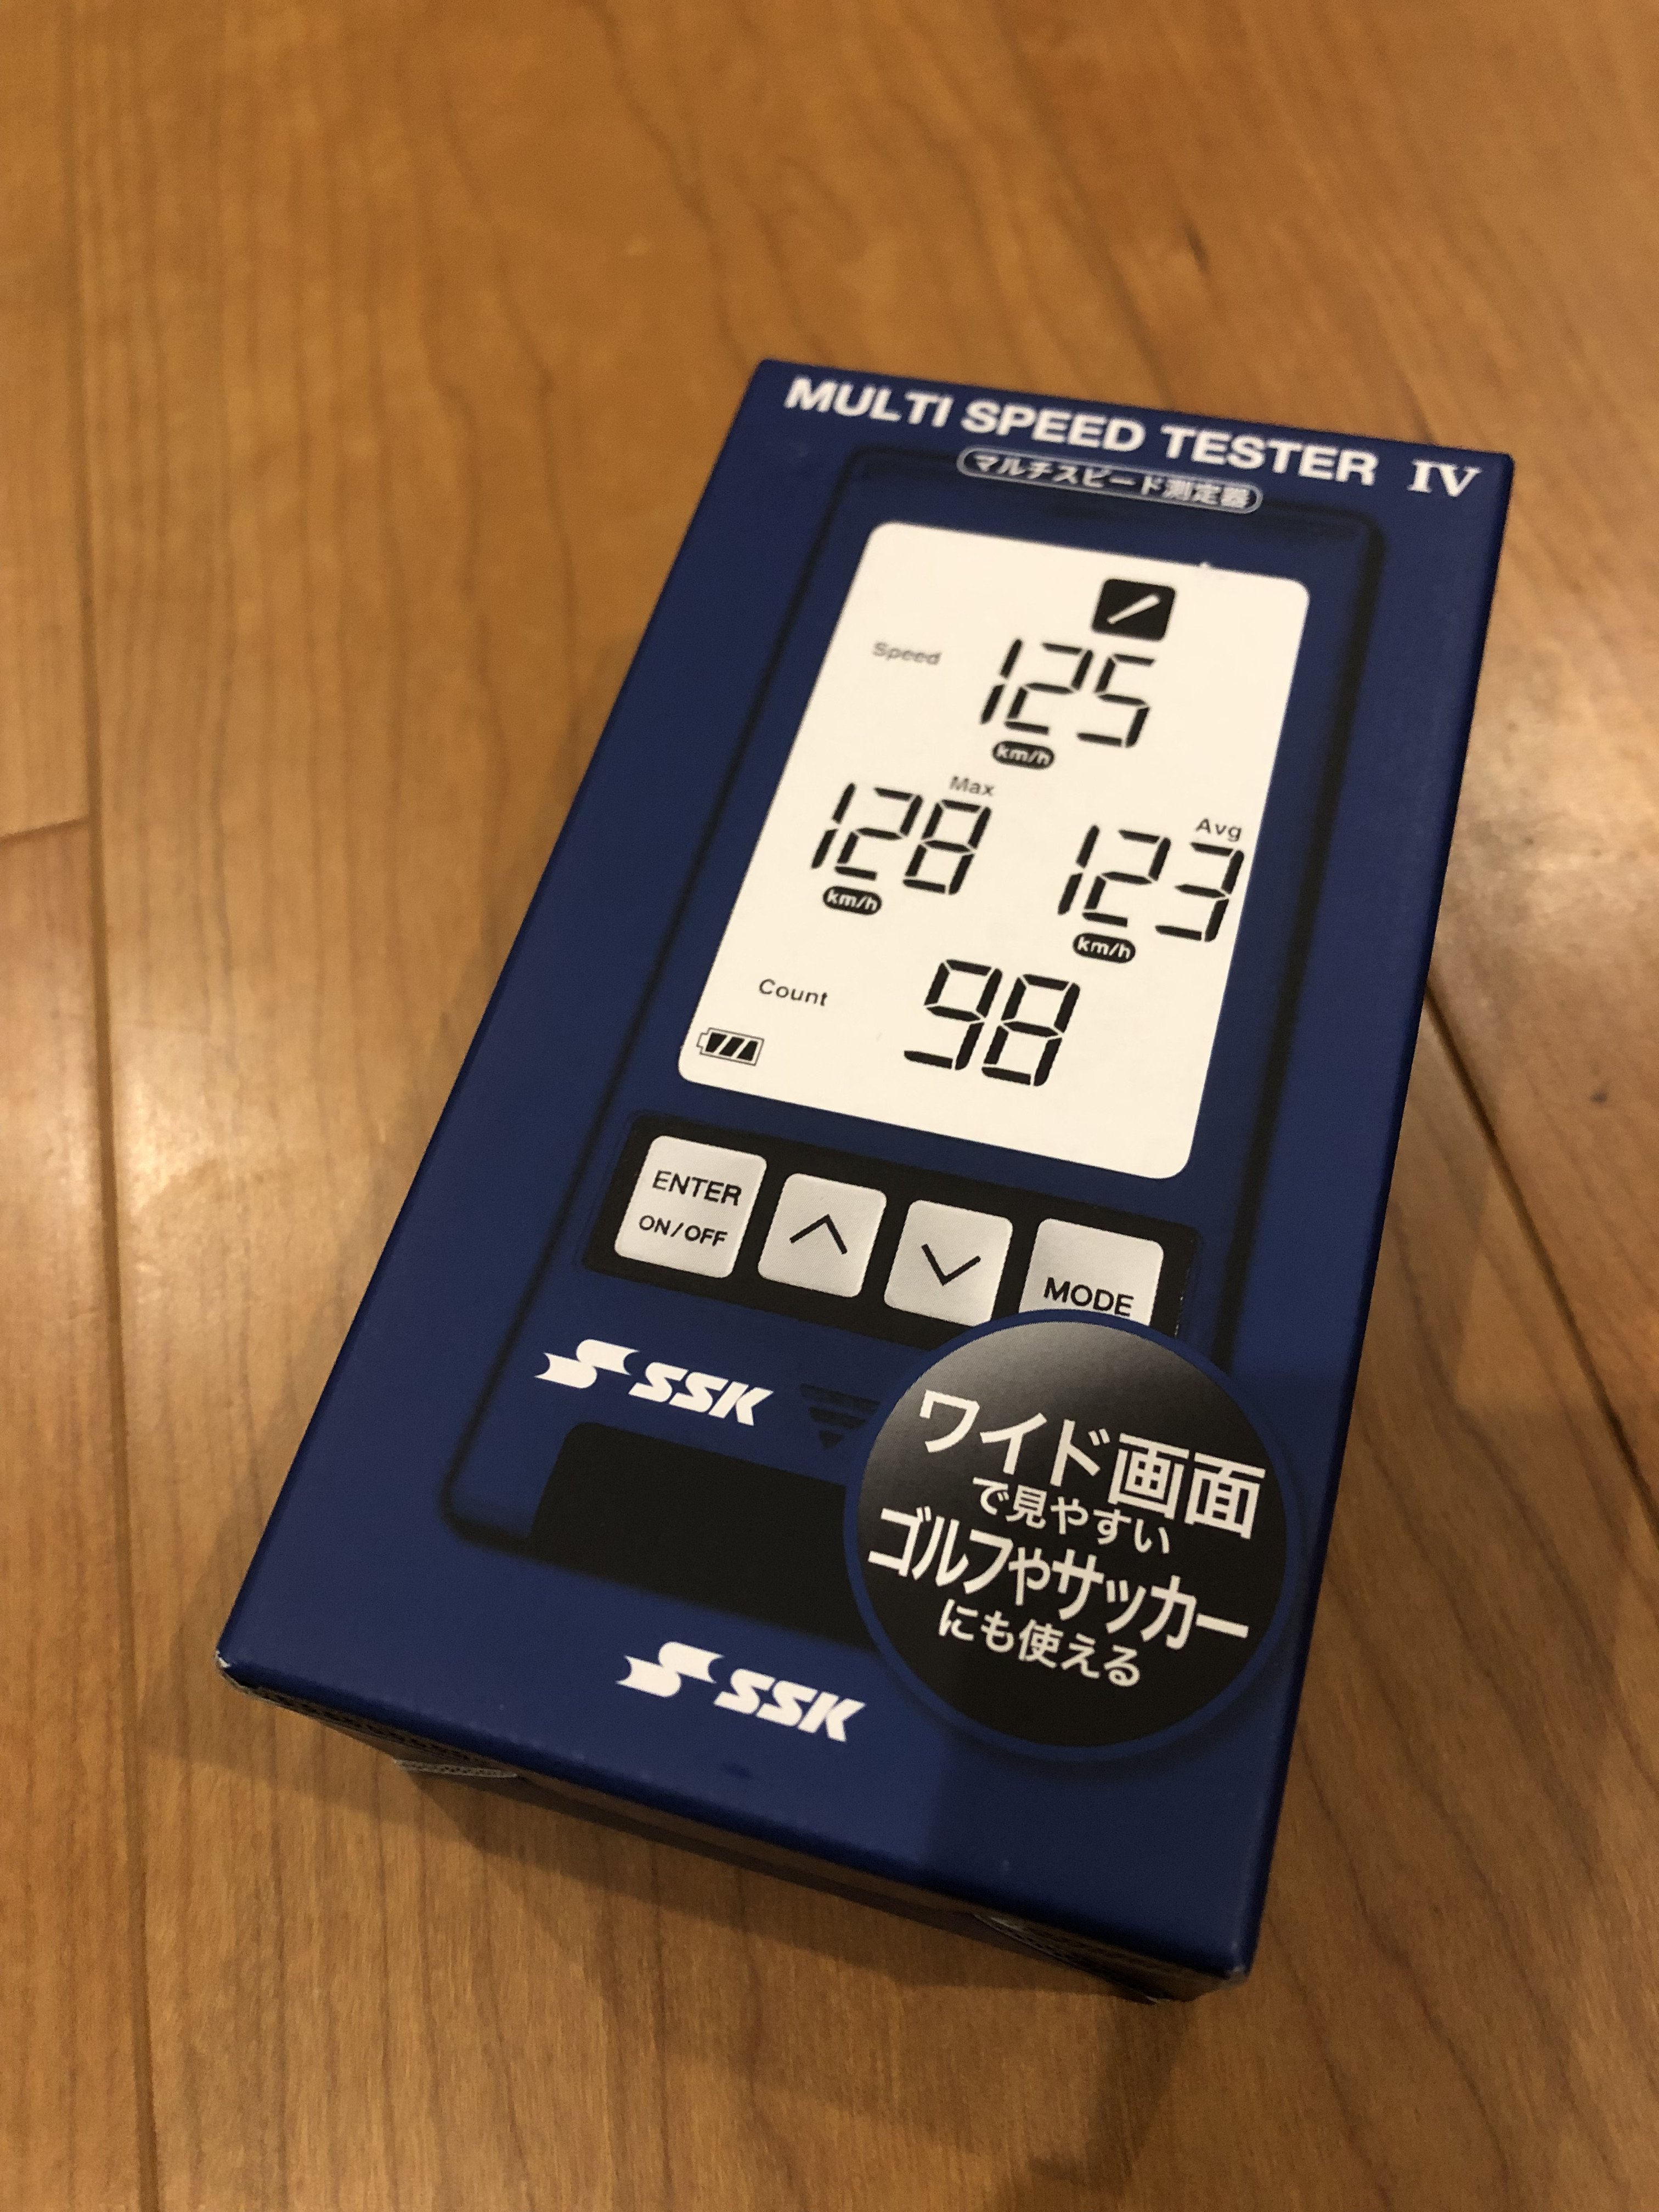 MULTI SPEED TESTER IV
マルチスピード測定器
Speed
125
km/h
Max
128
km/h
Avg
123
km/h
Count
98
ENTER
ON/OFF
MODE
SSK
ワイド画面
で見やすい
ゴルフやサッカー
にも使える
SSK